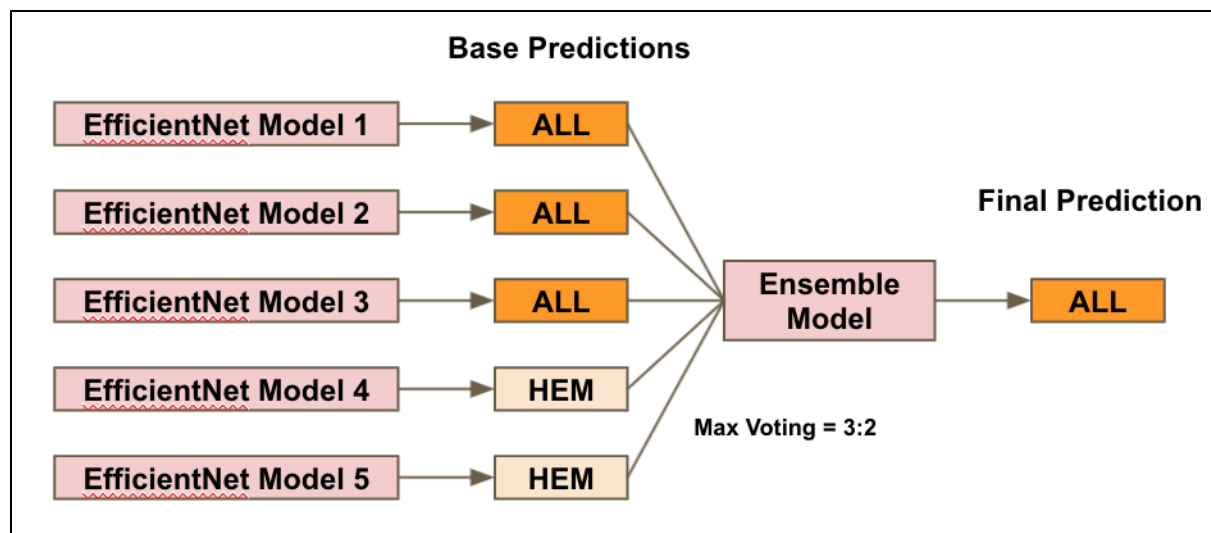 Base Predictions
EfficientNet Model 1
ALL
EfficientNet Model 2
ALL
Final Prediction
EfficientNet Model 3
ALL
Ensemble
Model
ALL
EfficientNet Model 4
HEM
Max Voting = 3:2
EfficientNet Model 5
HEM